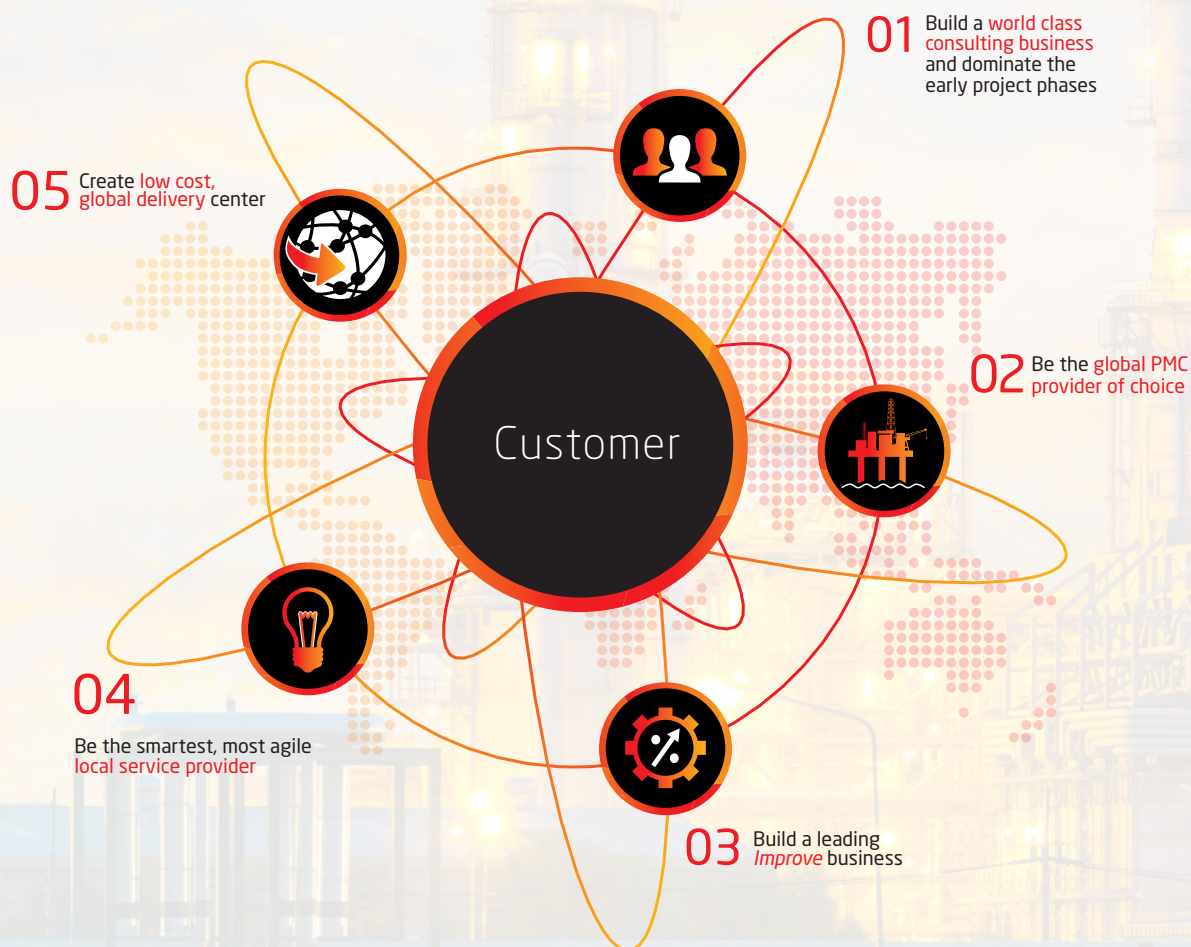 01
Build a world class
consulting business
and dominate the
early project phases
02
Be the global PMC
provider of choice
03
Build a leading
Improve business
04
Be the smartest, most agile
local service provider
05
Create low cost,
global delivery center
Customer